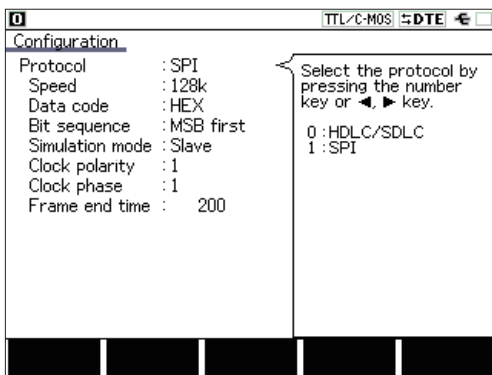 0 TTL/C-MOS ⇆DTE
Configuration
Protocol :SPI
Speed :128k
Data code :HEX
Bit sequence :MSB first
Simulation mode :Slave
Clock polarity :1
Clock phase :1
Frame end time : 200
Select the protocol by
pressing the number
key or ◀, ▶ key.
0 :HDLC/SDLC
1 :SPI